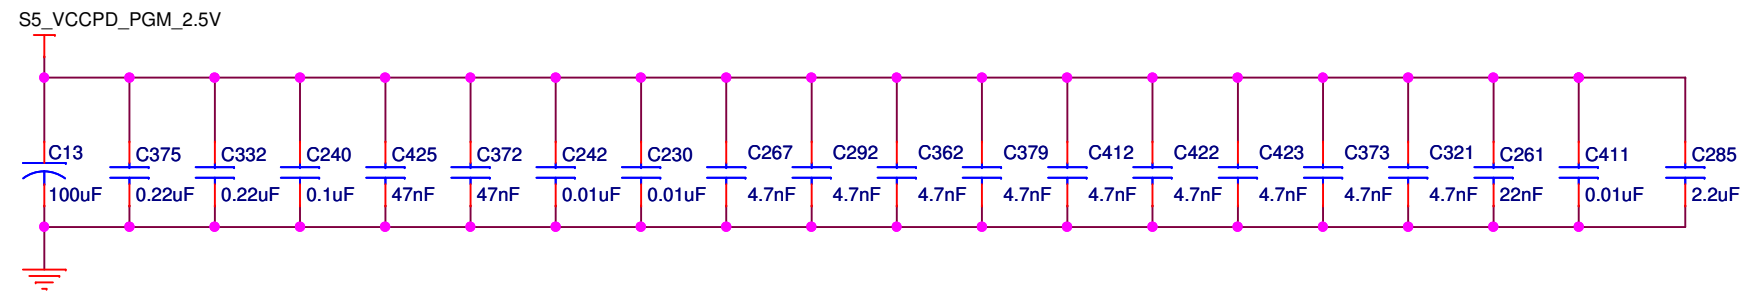 S5_VCCPD_PGM_2.5V
C13 C375 C332 C240 C425 C372 C242 C230 C267 C292 C362 C379 C412 C422 C423 C373 C321 C261 C411 C285
100uF 0.22uF 0.22uF 0.1uF 47nF 47nF 0.01uF 0.01uF 4.7nF 4.7nF 4.7nF 4.7nF 4.7nF 4.7nF 4.7nF 4.7nF 4.7nF 22nF 0.01uF 2.2uF